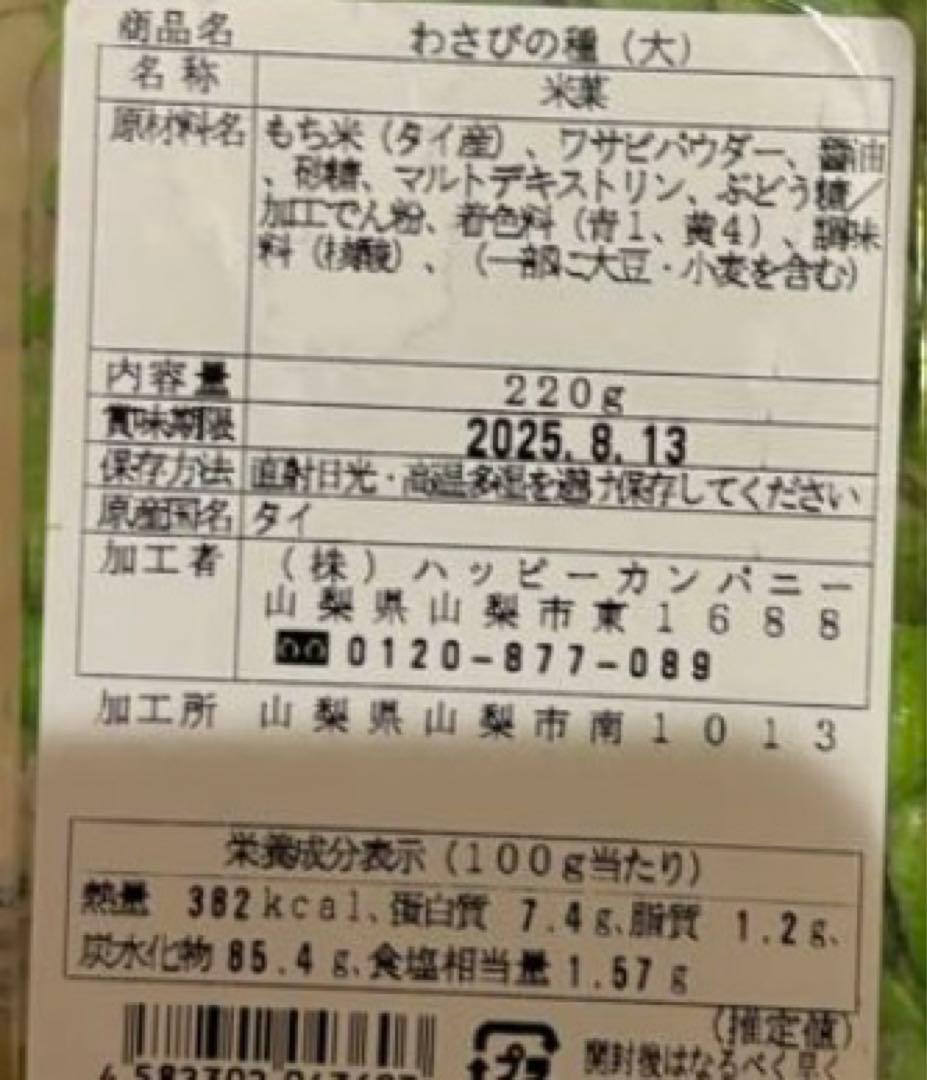 商品名 わさびの種（大）
名称 米菓
原材料名 もち米（タイ産）、ワサビパウダー、醤油
、砂糖、マルトデキストリン、ぶどう糖／
加工でん粉、着色料（青1、黄4）、調味
料（核酸）、（一部に大豆・小麦を含む）
内容量 220g
賞味期限 2025.8.13
保存方法 直射日光・高温多湿を避け保存してください
原産国名 タイ
加工者 （株）ハッピーカンパニー
山梨県山梨市東1688
0120-877-089
加工所 山梨県山梨市南1013
栄養成分表示（100g当たり）
熱量 382kcal、蛋白質 7.4g、脂質 1.2g、
炭水化物 85.4g、食塩相当量 1.57g
（推定値）
プラ
開封後はなるべく早く